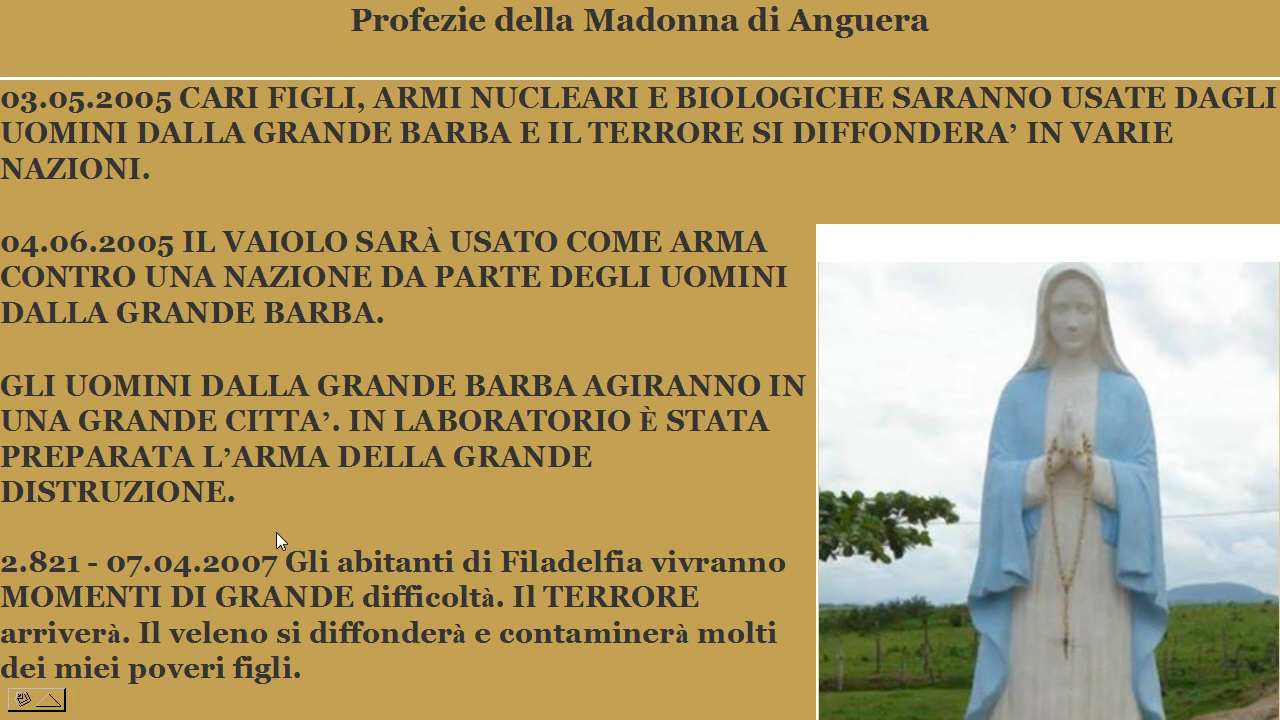 Profezie della Madonna di Anguera
03.05.2005 CARI FIGLI, ARMI NUCLEARI E BIOLOGICHE SARANNO USATE DAGLI
UOMINI DALLA GRANDE BARBA E IL TERRORE SI DIFFONDERA’ IN VARIE
NAZIONI.
04.06.2005 IL VAIOLO SARÀ USATO COME ARMA
CONTRO UNA NAZIONE DA PARTE DEGLI UOMINI
DALLA GRANDE BARBA.
GLI UOMINI DALLA GRANDE BARBA AGIRANNO IN
UNA GRANDE CITTA’. IN LABORATORIO È STATA
PREPARATA L’ARMA DELLA GRANDE
DISTRUZIONE.
2.821 - 07.04.2007 Gli abitanti di Filadelfia vivranno
MOMENTI DI GRANDE difficoltà. Il TERRORE
arriverà. Il veleno si diffonderà e contaminerà molti
dei miei poveri figli.